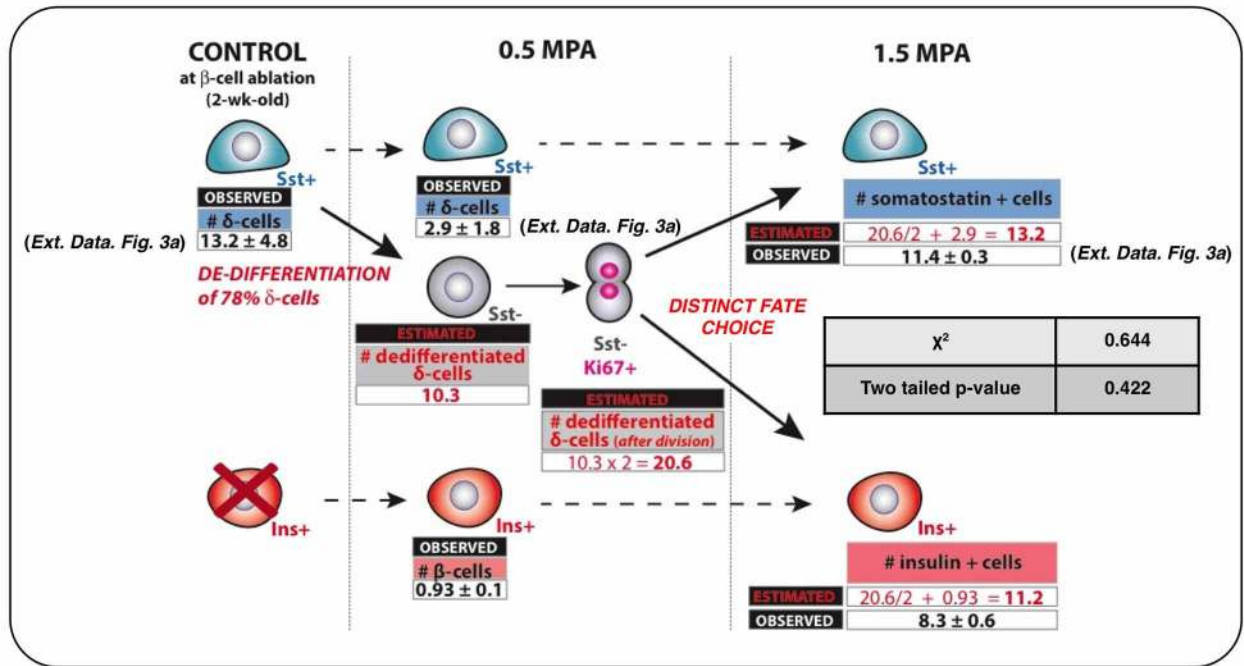 CONTROL
at β-cell ablation
(2-wk-old)
Sst+
OBSERVED
# δ-cells
13.2 ± 4.8
(Ext. Data. Fig. 3a)
DE-DIFFERENTIATION
of 78% δ-cells
Ins+
0.5 MPA
Sst+
OBSERVED
# δ-cells
2.9 ± 1.8
(Ext. Data. Fig. 3a)
Sst-
ESTIMATED
# dedifferentiated
δ-cells
10.3
Sst-
Ki67+
ESTIMATED
# dedifferentiated
δ-cells (after division)
10.3 x 2 = 20.6
Ins+
OBSERVED
# β-cells
0.93 ± 0.1
DISTINCT FATE
CHOICE
1.5 MPA
Sst+
# somatostatin + cells
ESTIMATED 20.6/2 + 2.9 = 13.2
OBSERVED 11.4 ± 0.3
(Ext. Data. Fig. 3a)
χ² 0.644
Two tailed p-value 0.422
Ins+
# insulin + cells
ESTIMATED 20.6/2 + 0.93 = 11.2
OBSERVED 8.3 ± 0.6